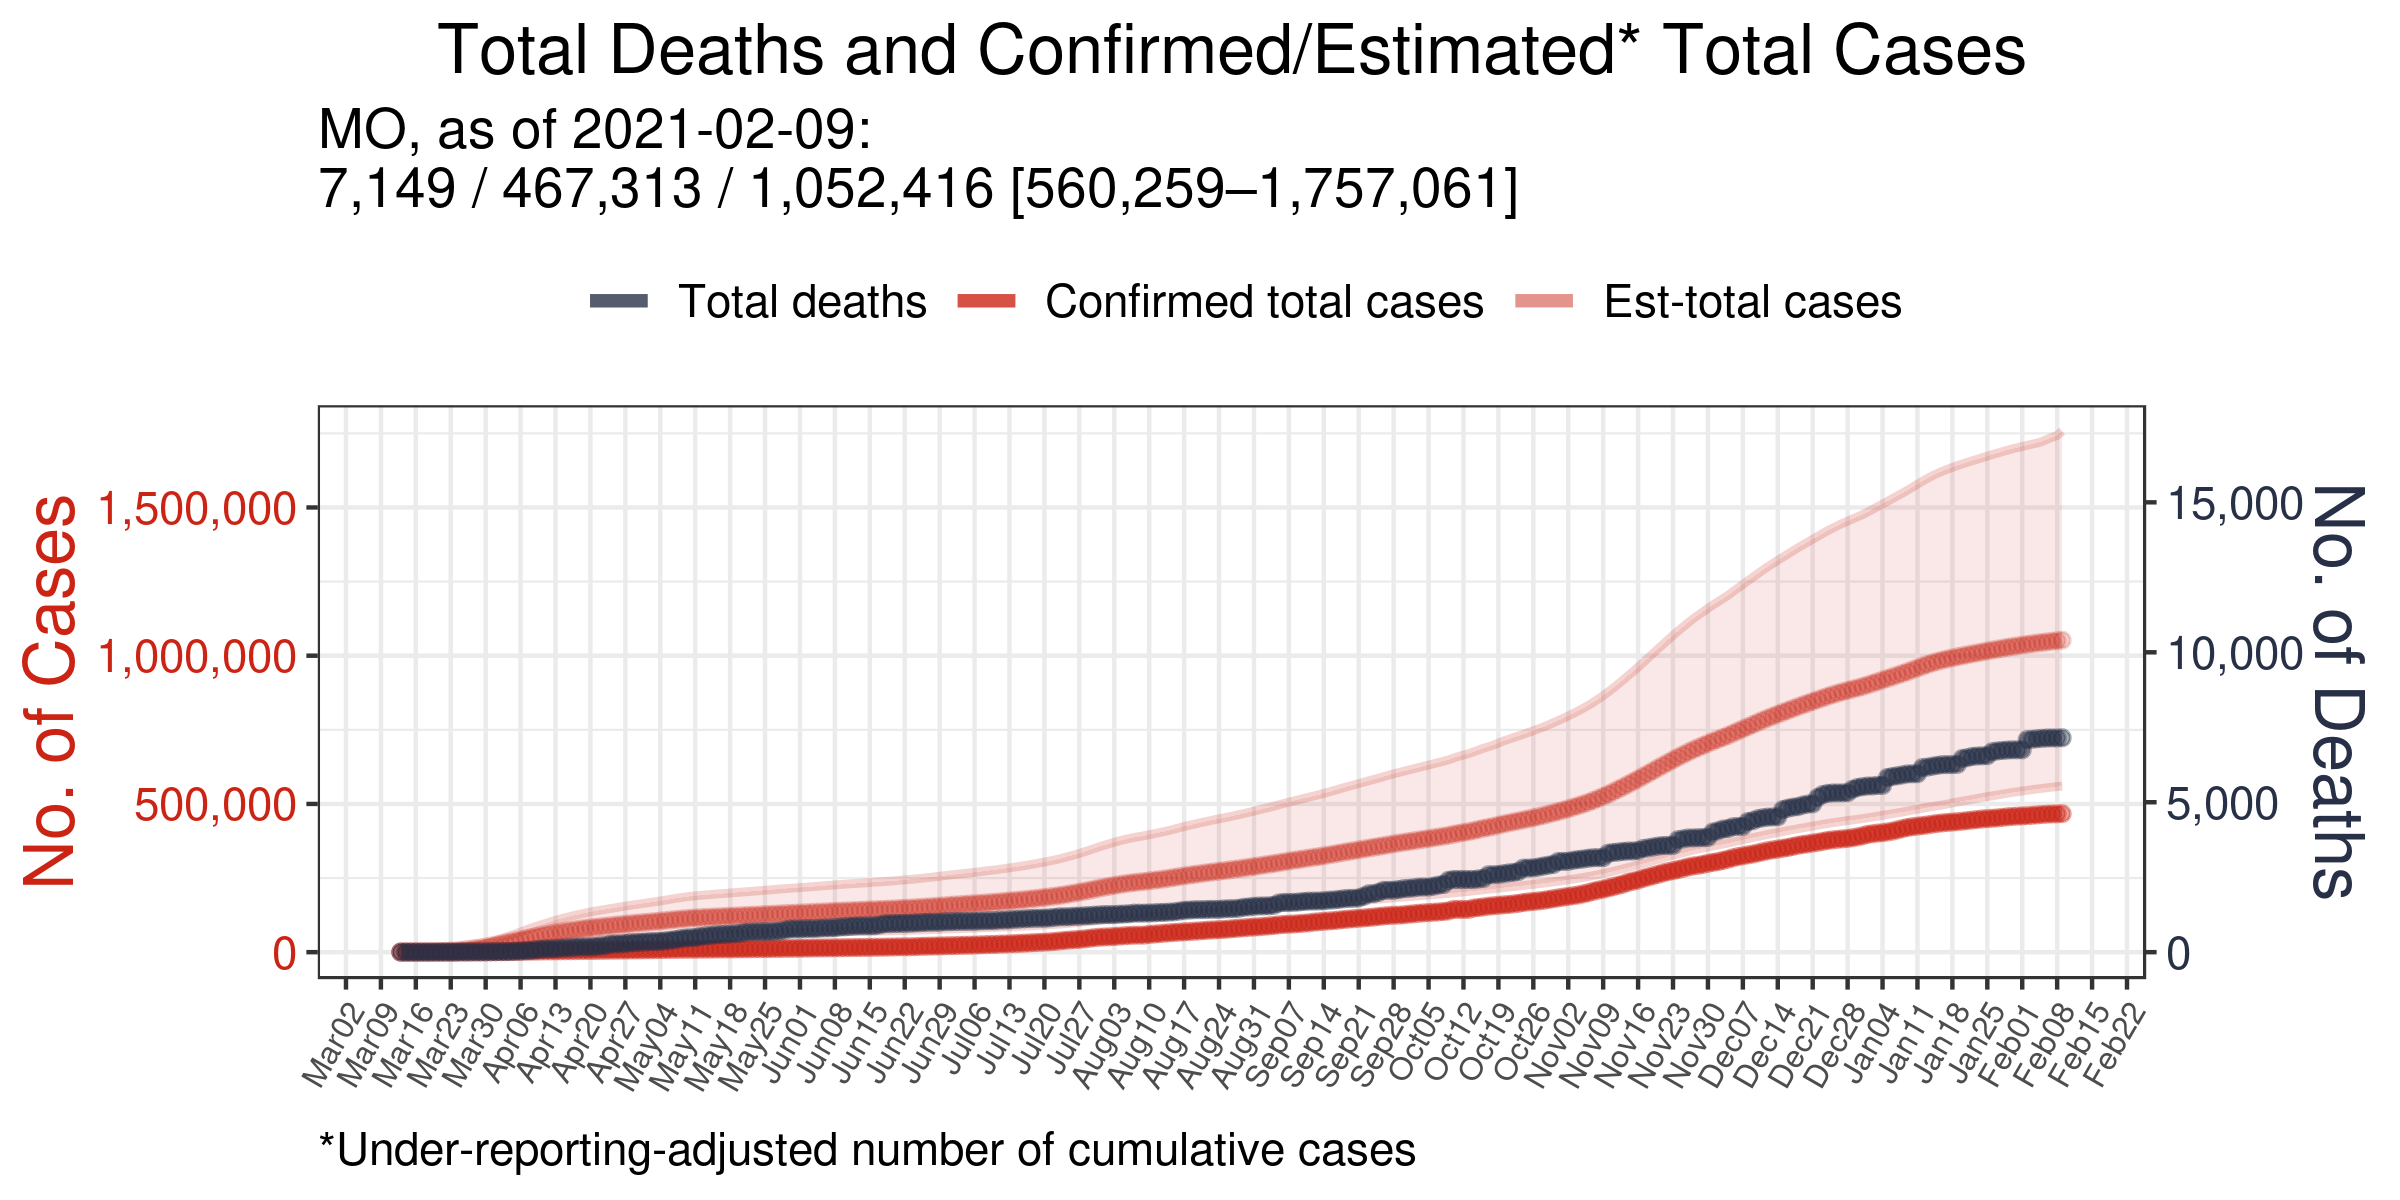 Total Deaths and Confirmed/Estimated* Total Cases
MO, as of 2021-02-09:
7,149 / 467,313 / 1,052,416 [560,259–1,757,061]
Total deaths
Confirmed total cases
Est-total cases
No. of Cases
1,500,000
1,000,000
500,000
0
15,000
10,000
5,000
0
No. of Deaths
Mar02
Mar09
Mar16
Mar23
Mar30
Apr06
Apr13
Apr20
Apr27
May04
May11
May18
May25
Jun01
Jun08
Jun15
Jun22
Jun29
Jul06
Jul13
Jul20
Jul27
Aug03
Aug10
Aug17
Aug24
Aug31
Sep07
Sep14
Sep21
Sep28
Oct05
Oct12
Oct19
Oct26
Nov02
Nov09
Nov16
Nov23
Nov30
Dec07
Dec14
Dec21
Dec28
Jan04
Jan11
Jan18
Jan25
Feb01
Feb08
Feb15
Feb22
*Under-reporting-adjusted number of cumulative cases